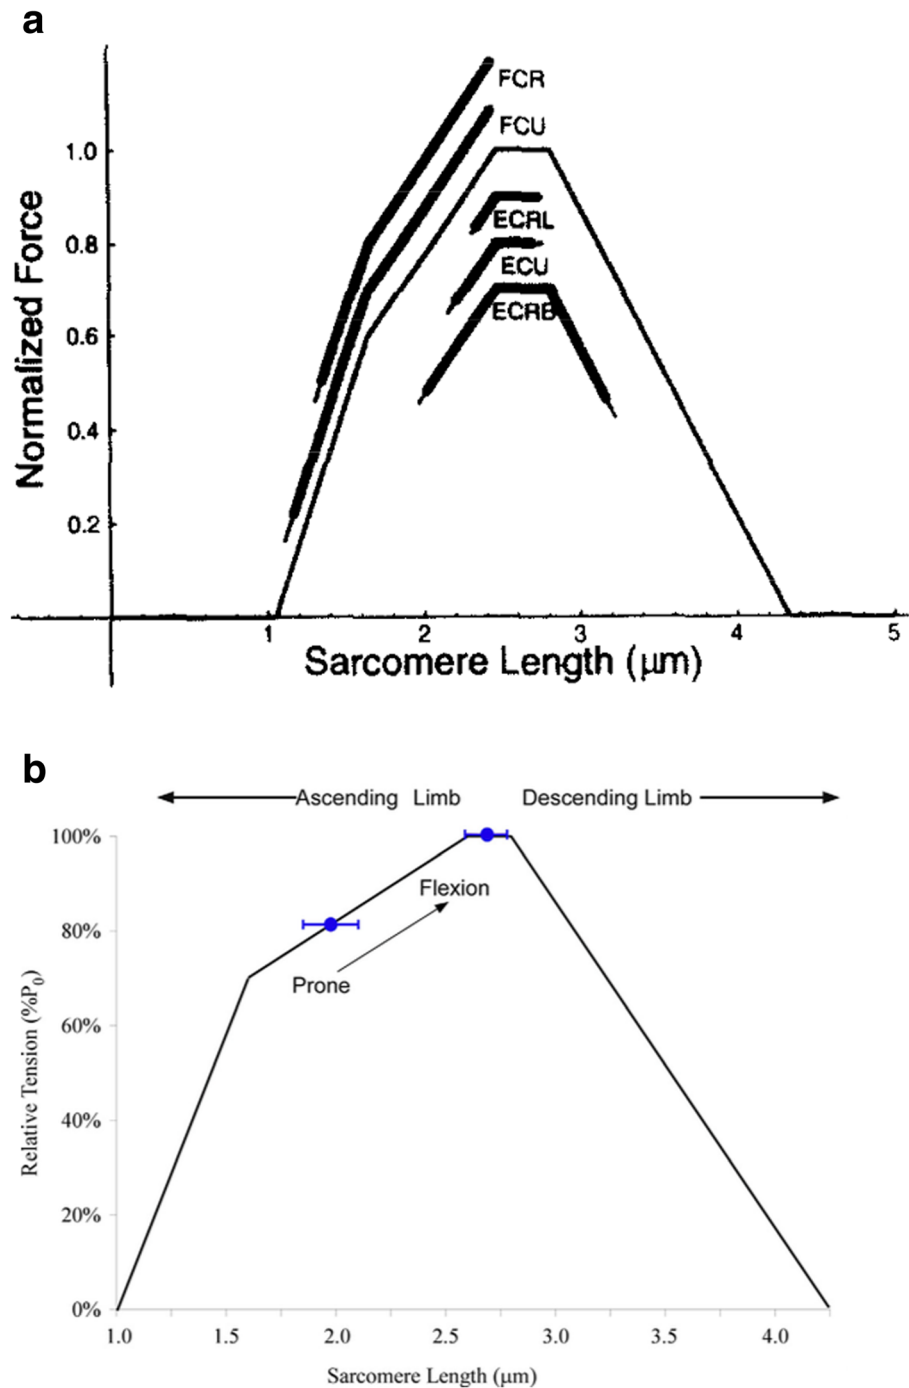 a
FCR
FCU
1.0
ECRL
0.8
ECU
ECRB
0.6
0.4
0.2
Normalized Force
1 2 3 4 5
Sarcomere Length (μm)
b
Ascending Limb Descending Limb
100%
Flexion
80%
Prone
60%
40%
20%
0%
Relative Tension (%P0)
1.0 1.5 2.0 2.5 3.0 3.5 4.0
Sarcomere Length (μm)